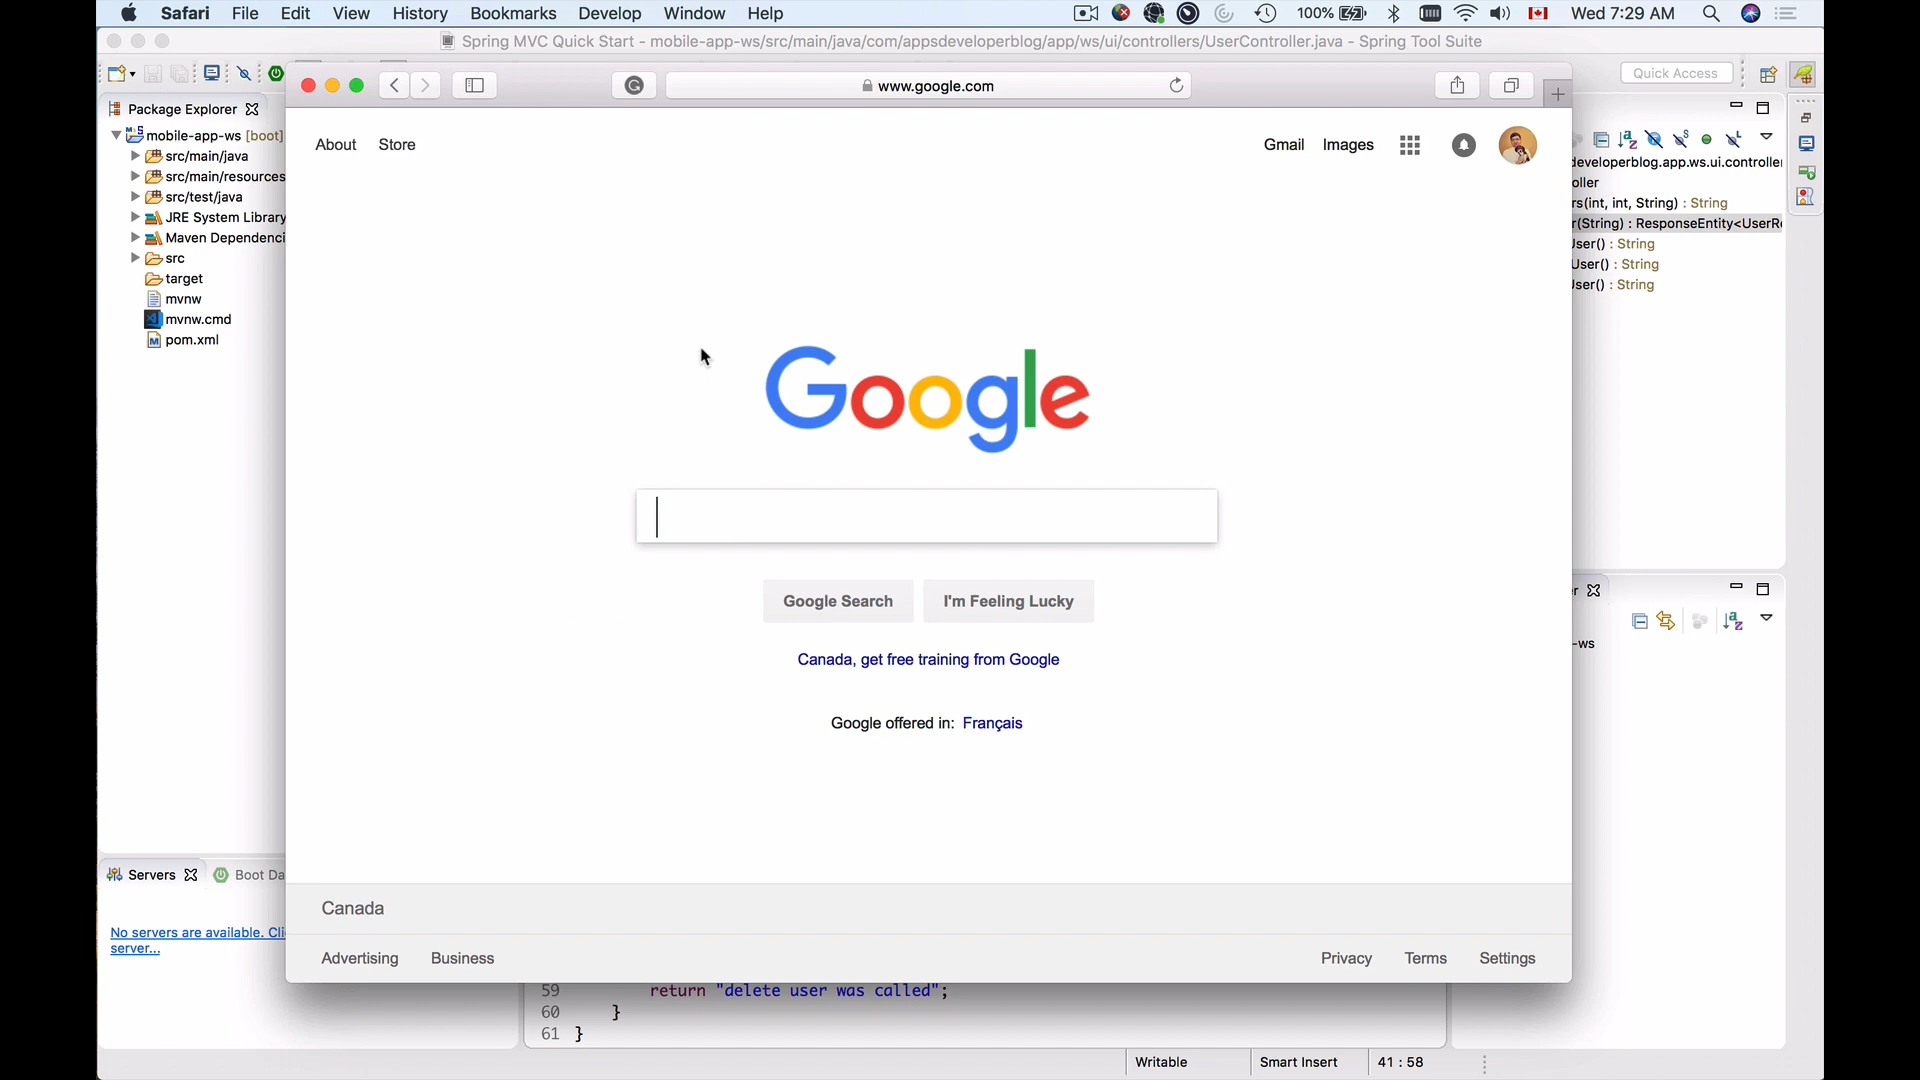 Safari File Edit View History Bookmarks Develop Window Help 100% Wed 7:29 AM
Spring MVC Quick Start - mobile-app-ws/src/main/java/com/appsdeveloperblog/app/ws/ui/controllers/UserController.java - Spring Tool Suite
Quick Access
www.google.com
Package Explorer
mobile-app-ws [boot]
src/main/java
src/main/resources
src/test/java
JRE System Library
Maven Dependenci
src
target
mvnw
mvnw.cmd
pom.xml
About Store Gmail Images
developerblog.app.ws.ui.controller
oller
rs(int, int, String) : String
r(String) : ResponseEntity<UserRe
User() : String
User() : String
User() : String
Google
Google Search I'm Feeling Lucky
Canada, get free training from Google
Google offered in: Français
er
-ws
Servers Boot Da
No servers are available. Cli
server...
Canada
Advertising Business Privacy Terms Settings
59 return "delete user was called";
60 }
61 }
Writable Smart Insert 41 : 58